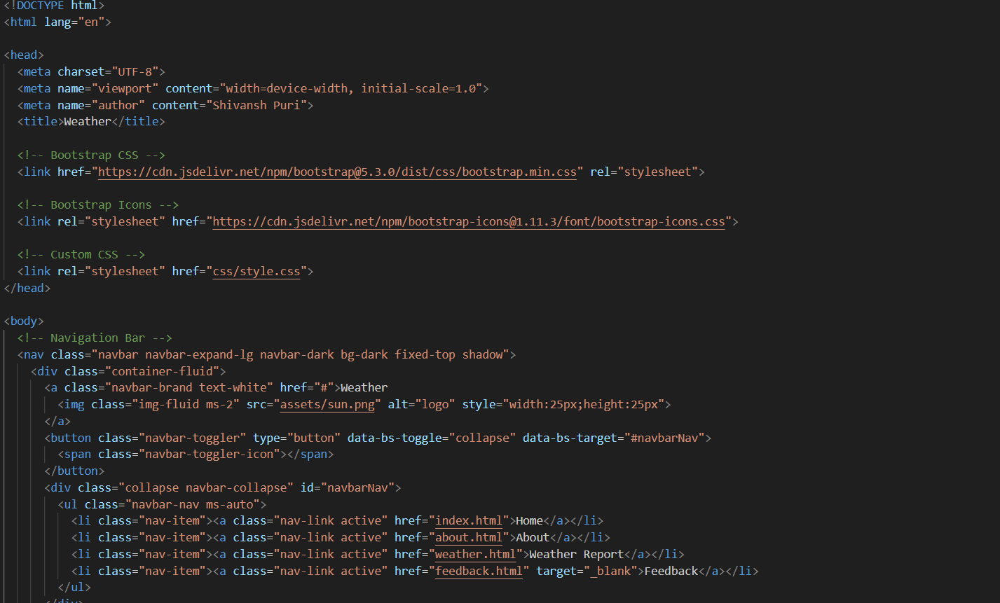 <!DOCTYPE html>
<html lang="en">
<head>
<meta charset="UTF-8">
<meta name="viewport" content="width=device-width, initial-scale=1.0">
<meta name="author" content="Shivansh Puri">
<title>Weather</title>
<!-- Bootstrap CSS -->
<link href="https://cdn.jsdelivr.net/npm/bootstrap@5.3.0/dist/css/bootstrap.min.css" rel="stylesheet">
<!-- Bootstrap Icons -->
<link rel="stylesheet" href="https://cdn.jsdelivr.net/npm/bootstrap-icons@1.11.3/font/bootstrap-icons.css">
<!-- Custom CSS -->
<link rel="stylesheet" href="css/style.css">
</head>
<body>
<!-- Navigation Bar -->
<nav class="navbar navbar-expand-lg navbar-dark bg-dark fixed-top shadow">
<div class="container-fluid">
<a class="navbar-brand text-white" href="#">Weather
<img class="img-fluid ms-2" src="assets/sun.png" alt="logo" style="width:25px;height:25px">
</a>
<button class="navbar-toggler" type="button" data-bs-toggle="collapse" data-bs-target="#navbarNav">
<span class="navbar-toggler-icon"></span>
</button>
<div class="collapse navbar-collapse" id="navbarNav">
<ul class="navbar-nav ms-auto">
<li class="nav-item"><a class="nav-link active" href="index.html">Home</a></li>
<li class="nav-item"><a class="nav-link active" href="about.html">About</a></li>
<li class="nav-item"><a class="nav-link active" href="weather.html">Weather Report</a></li>
<li class="nav-item"><a class="nav-link active" href="feedback.html" target="_blank">Feedback</a></li>
</ul>
</div>